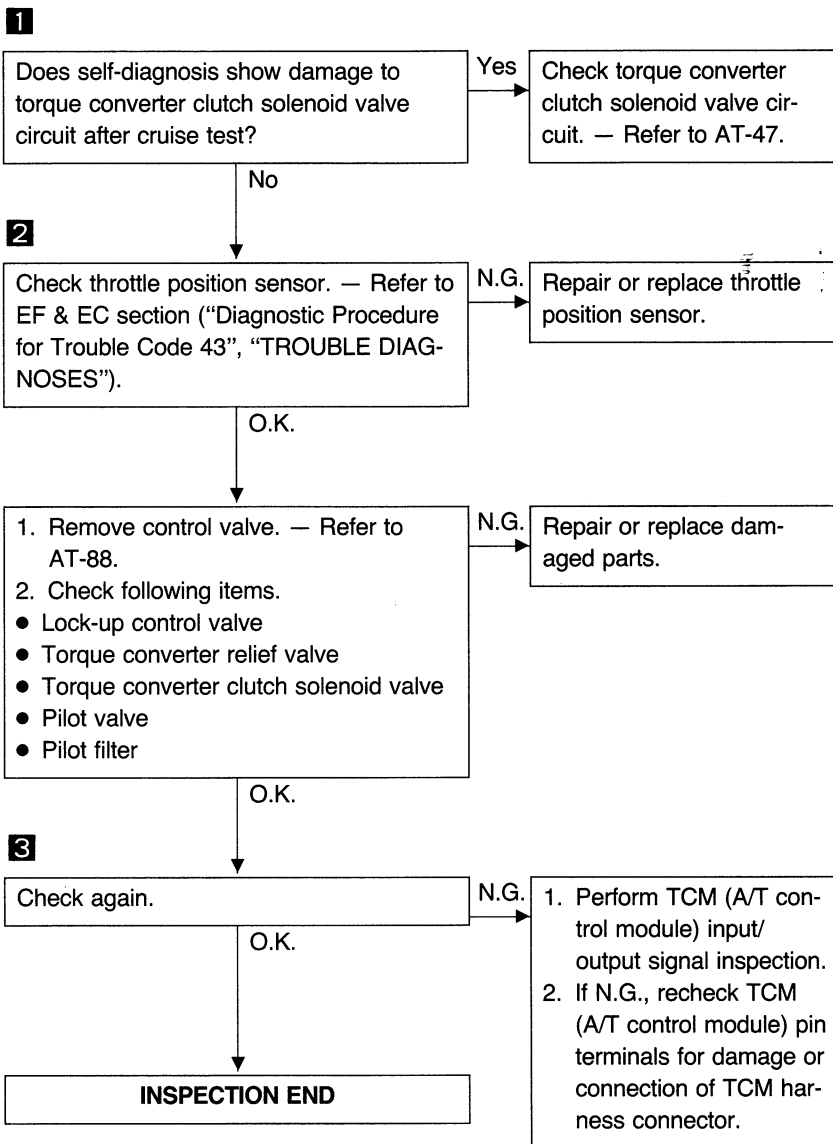 1
Does self-diagnosis show damage to
torque converter clutch solenoid valve
circuit after cruise test?
Yes
Check torque converter
clutch solenoid valve cir-
cuit. — Refer to AT-47.
No
2
Check throttle position sensor. — Refer to
EF & EC section (“Diagnostic Procedure
for Trouble Code 43”, “TROUBLE DIAG-
NOSES”).
N.G.
Repair or replace throttle
position sensor.
O.K.
1. Remove control valve. — Refer to
AT-88.
2. Check following items.
● Lock-up control valve
● Torque converter relief valve
● Torque converter clutch solenoid valve
● Pilot valve
● Pilot filter
N.G.
Repair or replace dam-
aged parts.
O.K.
3
Check again.
N.G.
1. Perform TCM (A/T con-
trol module) input/
output signal inspection.
2. If N.G., recheck TCM
(A/T control module) pin
terminals for damage or
connection of TCM har-
ness connector.
O.K.
INSPECTION END